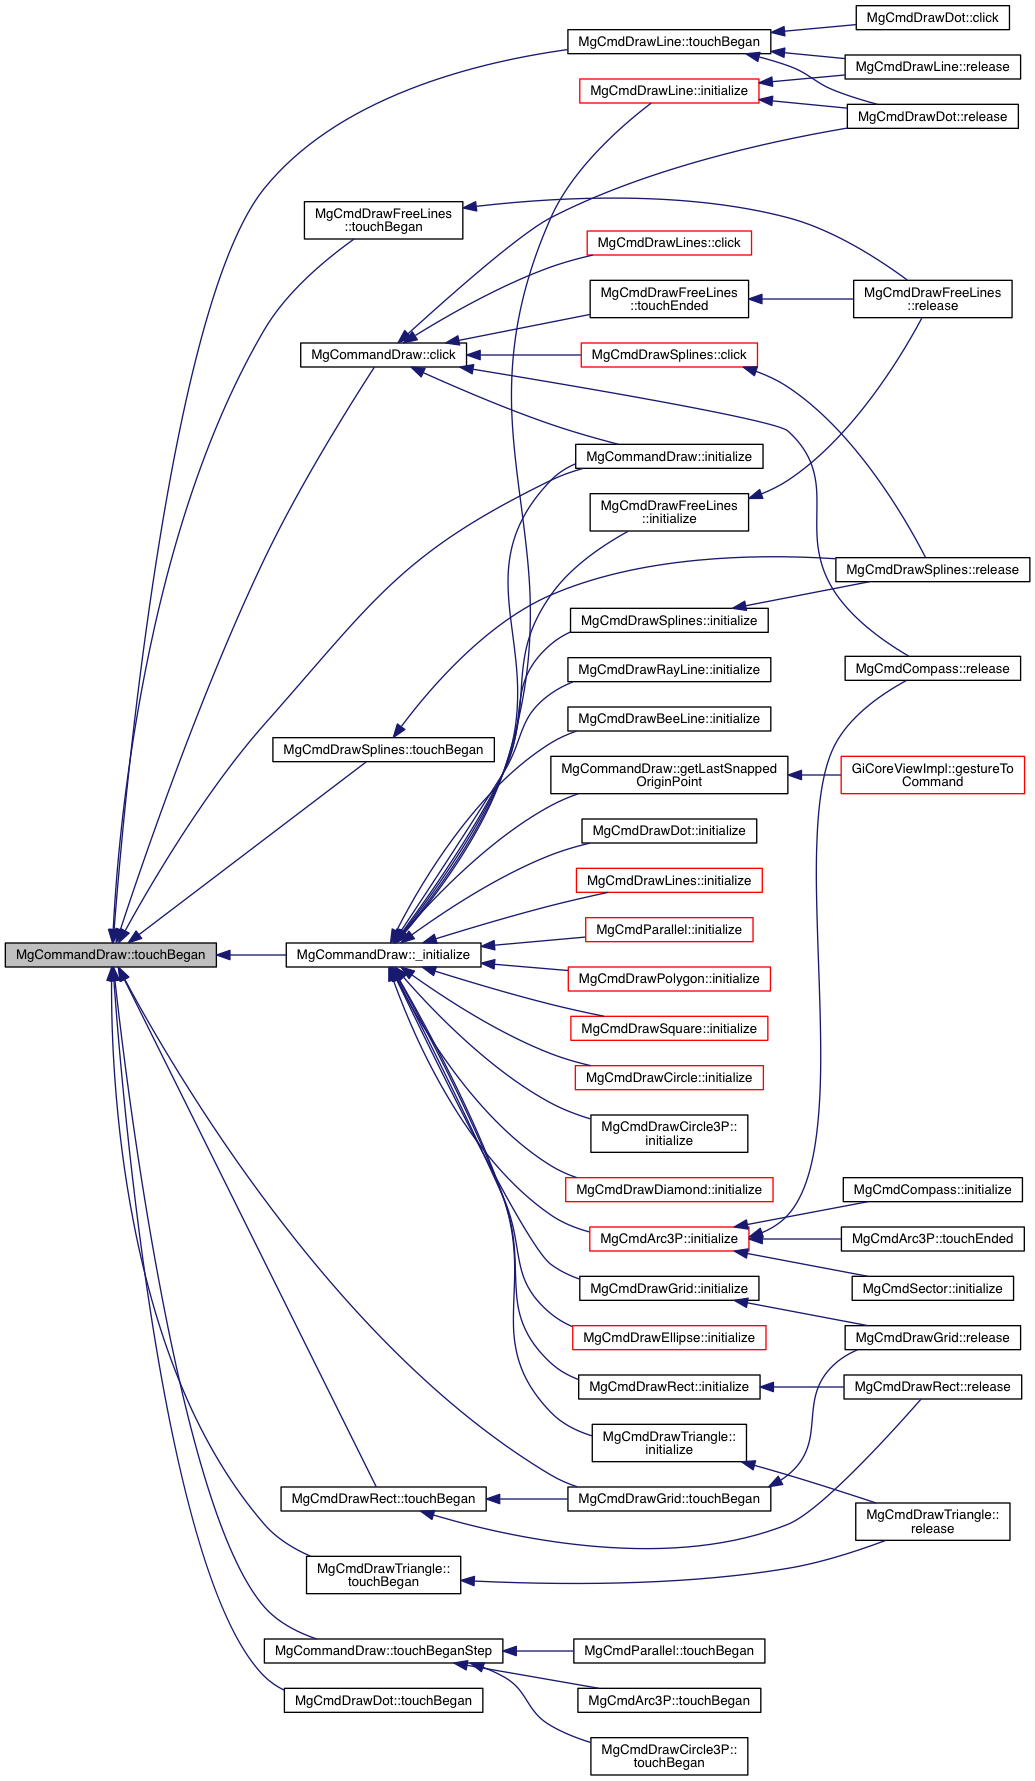 MgCmdDrawDot::click
MgCmdDrawLine::touchBegan
MgCmdDrawLine::release
MgCmdDrawLine::initialize
MgCmdDrawDot::release
MgCmdDrawFreeLines
::touchBegan
MgCmdDrawLines::click
MgCmdDrawFreeLines
::touchEnded
MgCmdDrawFreeLines
::release
MgCommandDraw::click
MgCmdDrawSplines::click
MgCommandDraw::initialize
MgCmdDrawFreeLines
::initialize
MgCmdDrawSplines::release
MgCmdDrawSplines::initialize
MgCmdDrawRayLine::initialize
MgCmdCompass::release
MgCmdDrawBeeLine::initialize
MgCmdDrawSplines::touchBegan
MgCommandDraw::getLastSnapped
OriginPoint
GiCoreViewImpl::gestureTo
Command
MgCmdDrawDot::initialize
MgCmdDrawLines::initialize
MgCmdParallel::initialize
MgCommandDraw::touchBegan
MgCommandDraw::_initialize
MgCmdDrawPolygon::initialize
MgCmdDrawSquare::initialize
MgCmdDrawCircle::initialize
MgCmdDrawCircle3P::
initialize
MgCmdDrawDiamond::initialize
MgCmdCompass::initialize
MgCmdArc3P::initialize
MgCmdArc3P::touchEnded
MgCmdDrawGrid::initialize
MgCmdSector::initialize
MgCmdDrawEllipse::initialize
MgCmdDrawGrid::release
MgCmdDrawRect::initialize
MgCmdDrawRect::release
MgCmdDrawTriangle::
initialize
MgCmdDrawRect::touchBegan
MgCmdDrawGrid::touchBegan
MgCmdDrawTriangle::
release
MgCmdDrawTriangle::
touchBegan
MgCommandDraw::touchBeganStep
MgCmdParallel::touchBegan
MgCmdDrawDot::touchBegan
MgCmdArc3P::touchBegan
MgCmdDrawCircle3P::
touchBegan